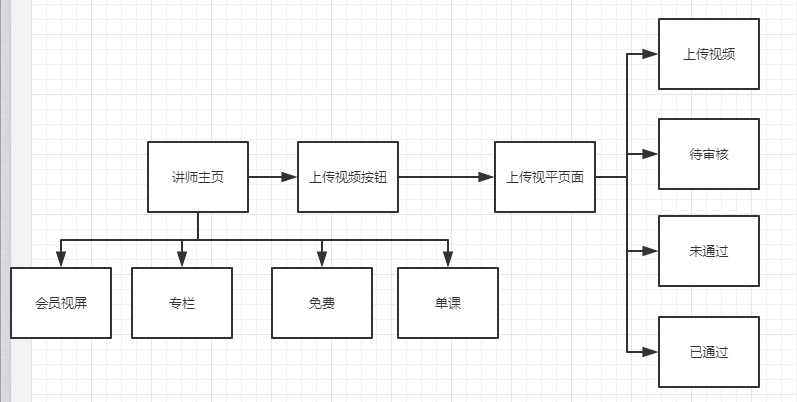 上传视频
待审核
讲师主页
上传视频按钮
上传视平页面
未通过
会员视屏
专栏
免费
单课
已通过